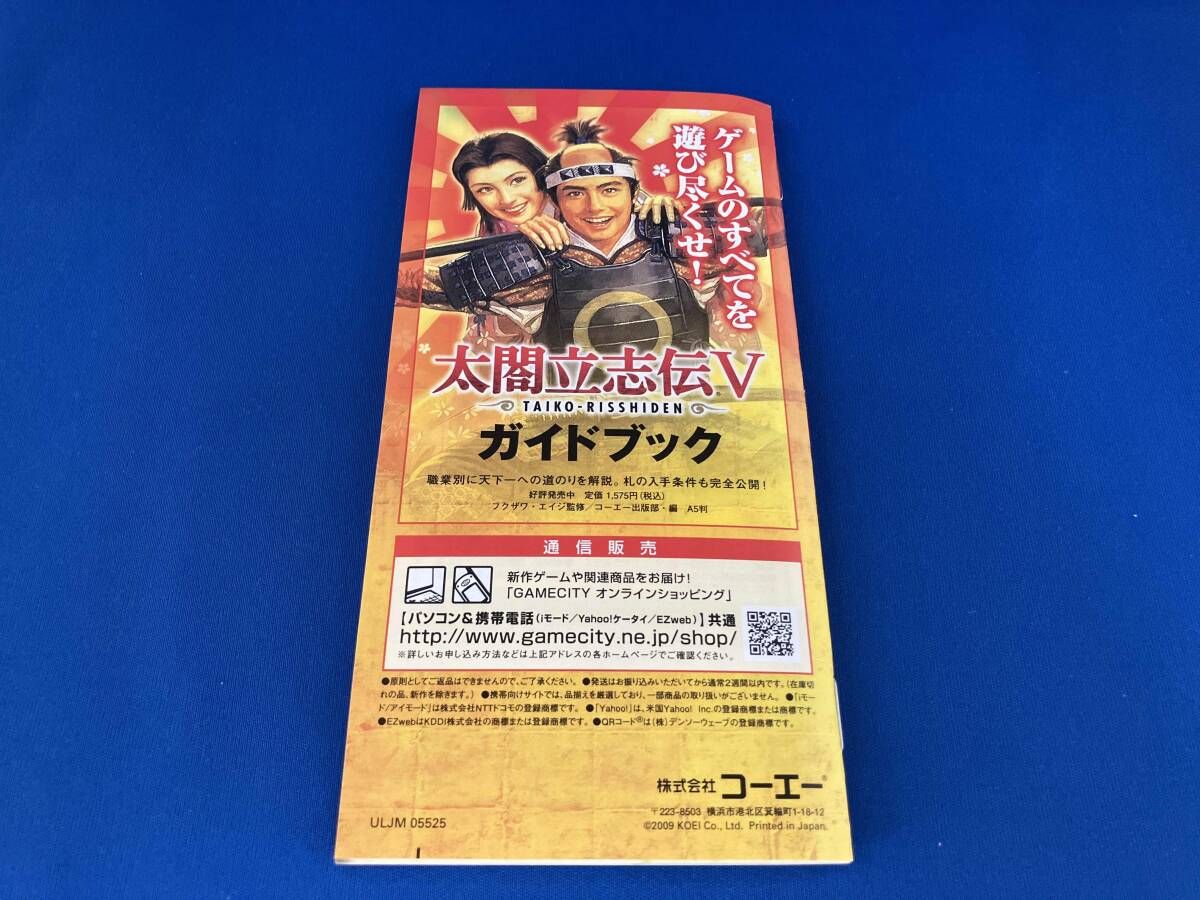 ゲームのすべてを
遊び尽くせ!
太閤立志伝V
TAIKO-RISSHIDEN
ガイドブック
職業別に天下一への道のりを解説。札の入手条件も完全公開!
好評発売中 定価 1,575円(税込)
フクザワ・エイジ監修/コーエー出版部・編 A5判
通信販売
新作ゲームや関連商品をお届け!
「GAMECITY オンラインショッピング」
【パソコン&携帯電話(iモード/Yahoo!ケータイ/EZweb)】共通
http://www.gamecity.ne.jp/shop/
※詳しいお申し込み方法などは上記アドレスの各ホームページでご確認ください。
●原則としてご返品はできませんので、ご了承ください。 ●発送はお振り込みいただいてから通常2週間以内です。(在庫切
れの品、新作を除きます。) ●携帯向けサイトでは、品揃えを厳選しており、一部商品の取り扱いがございません。 ●「iモー
ド/アイモード」は株式会社NTTドコモの登録商標です。 ●「Yahoo!」は、米国Yahoo! Inc.の登録商標または商標です。
●EZwebはKDDI株式会社の商標または登録商標です。 ●QRコード®は(株)デンソーウェーブの登録商標です。
株式会社 コーエー®
〒223-8503 横浜市港北区箕輪町1-18-12
ULJM 05525
©2009 KOEI Co., Ltd. Printed in Japan.